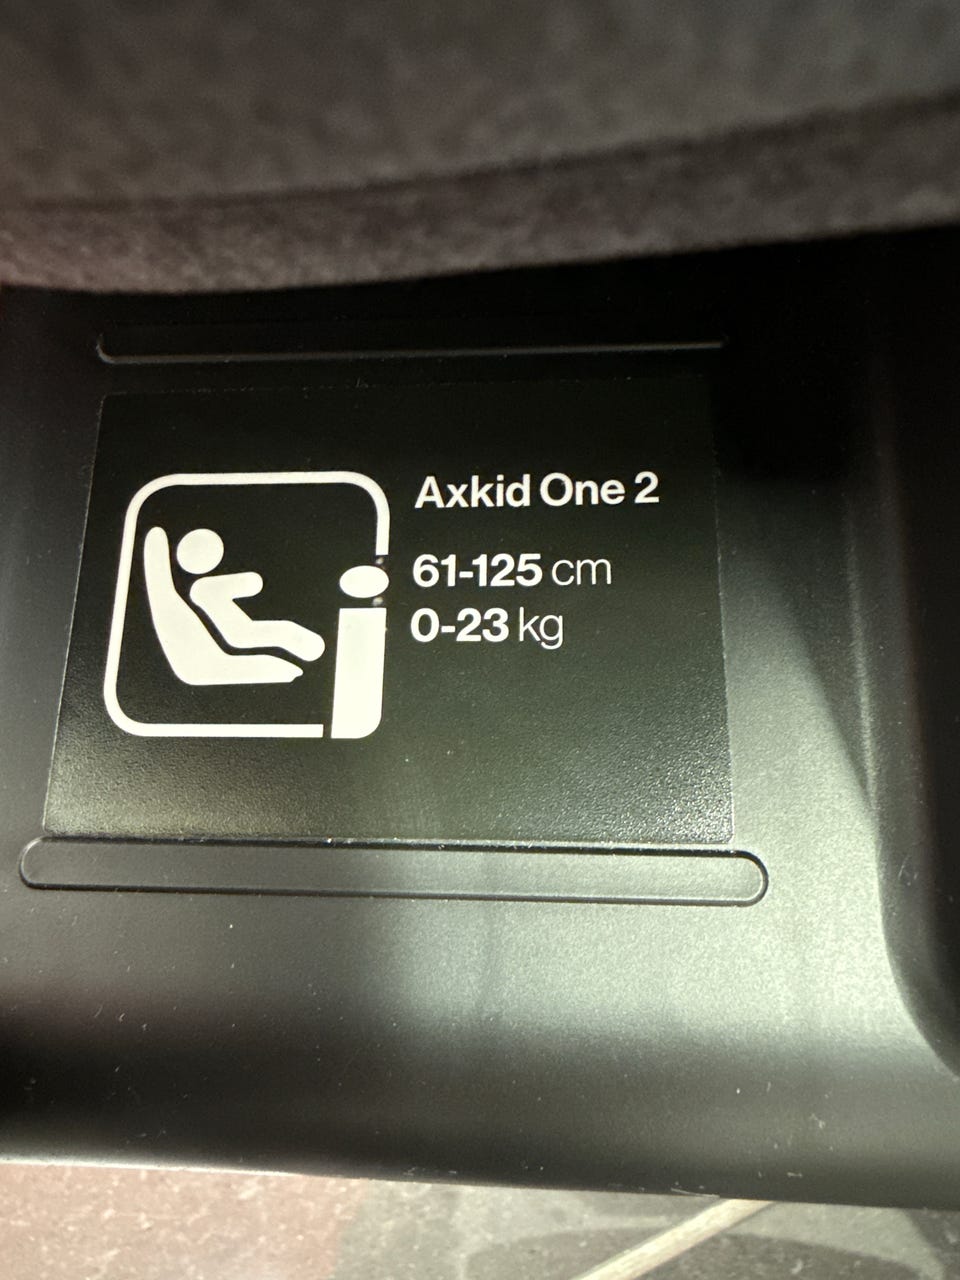 Axkid One 2
61-125 cm
0-23 kg